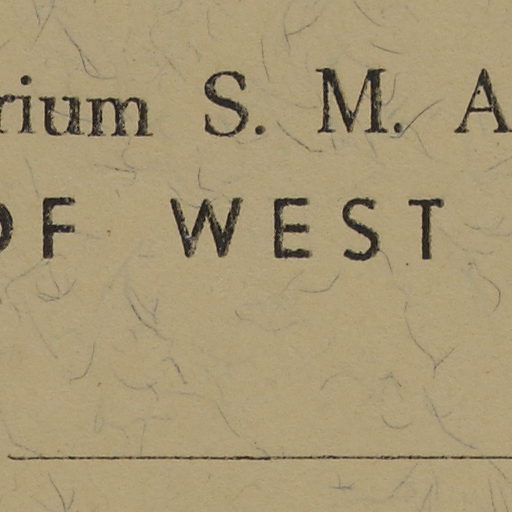 rium S. M. A
OF WEST